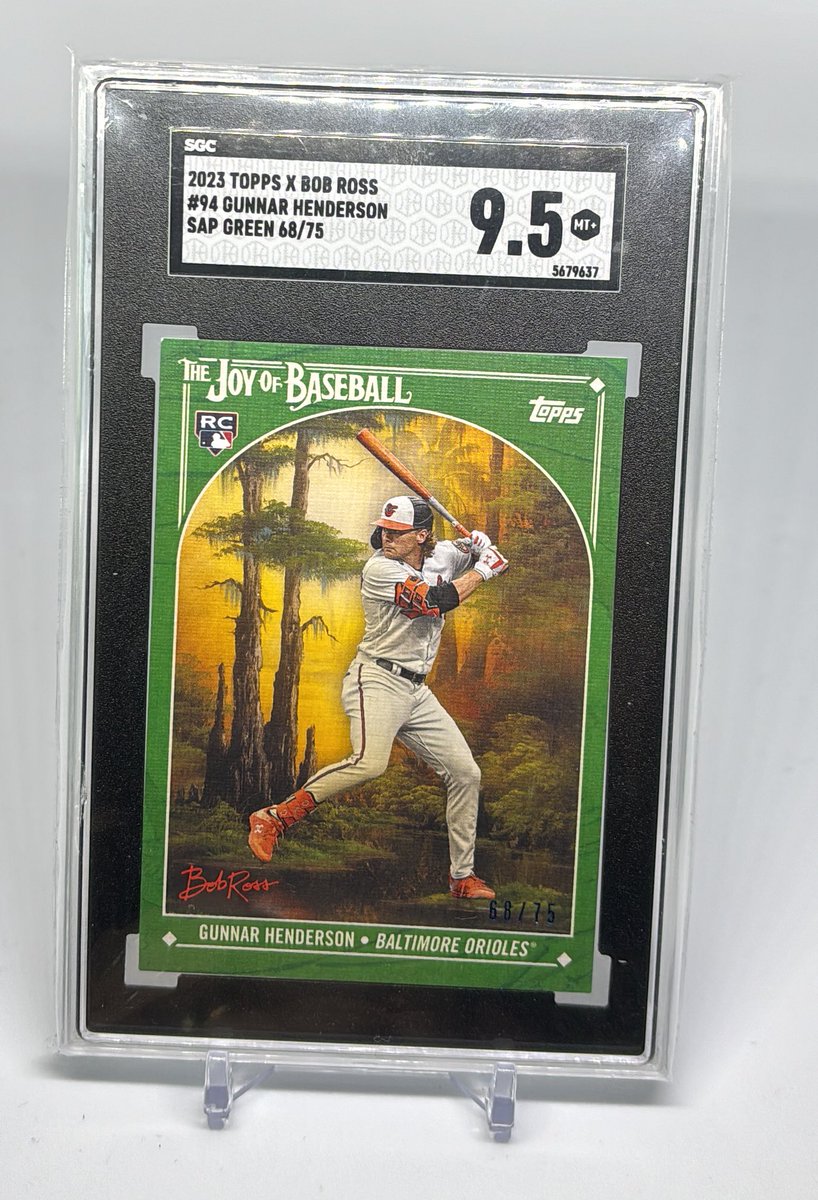 SGC
2023 TOPPS X BOB ROSS
#94 GUNNAR HENDERSON
SAP GREEN 68/75
9.5
MT+
5679637
THE JOY OF BASEBALL
topps
RC
Bob Ross
68/75
GUNNAR HENDERSON • BALTIMORE ORIOLES®